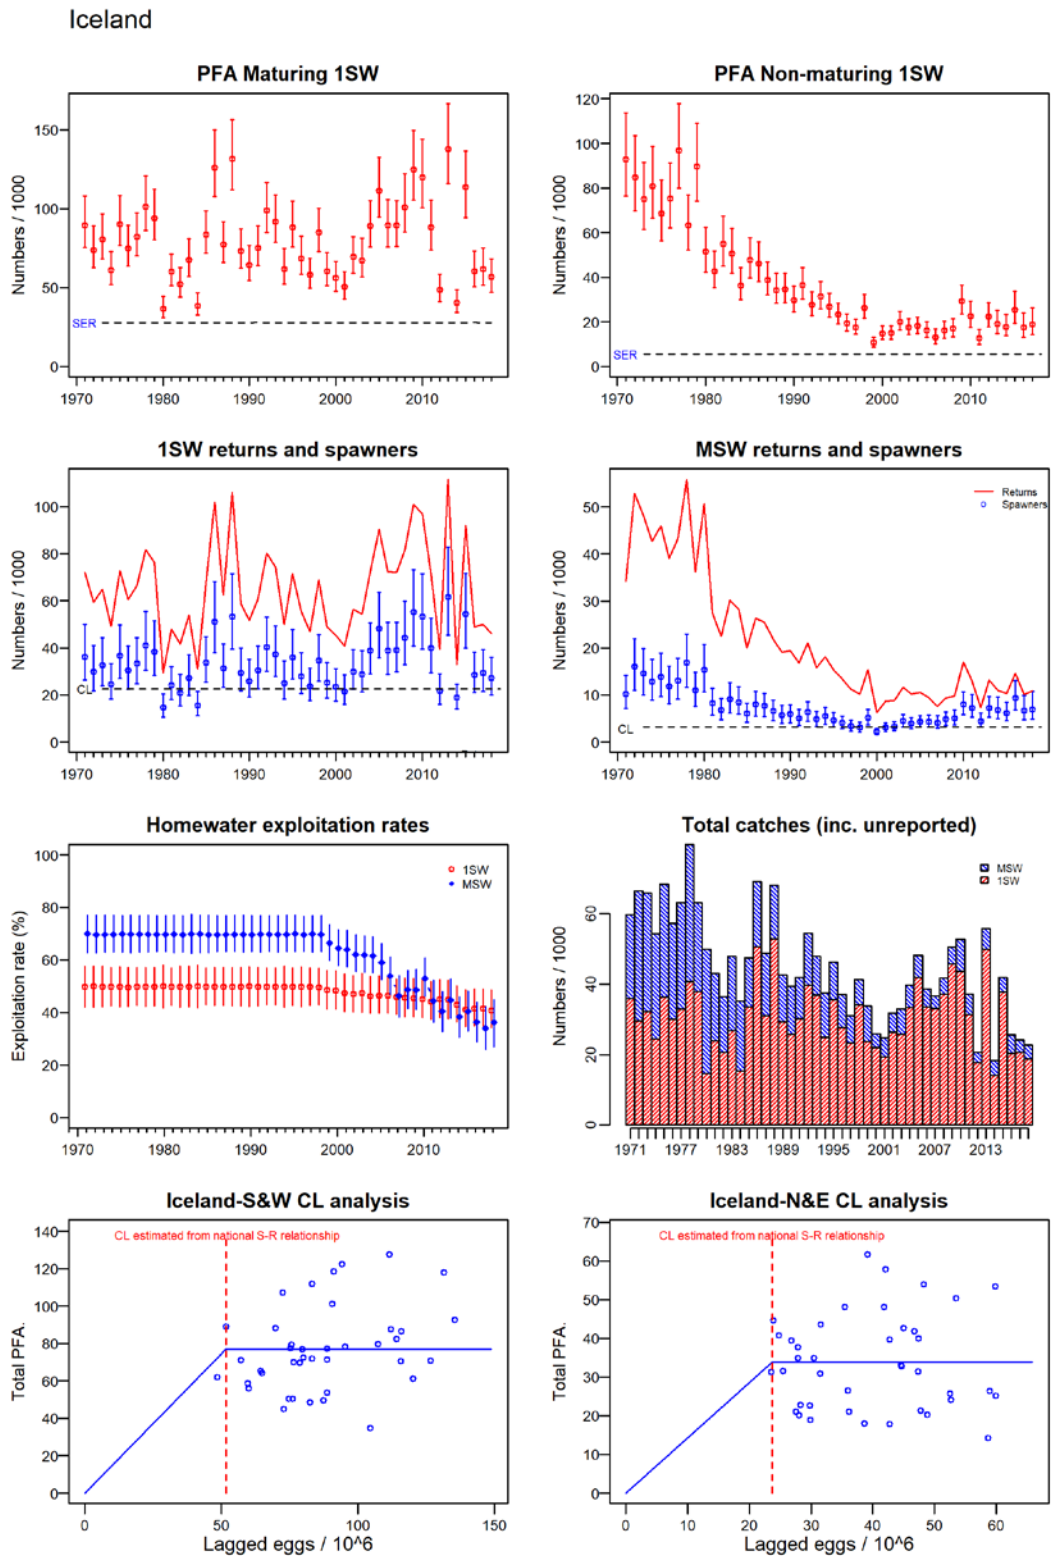 Iceland
PFA Maturing 1SW
Numbers / 1000
150
100
50
0
SER
1970 1980 1990 2000 2010
PFA Non-maturing 1SW
Numbers / 1000
120
100
80
60
40
20
0
SER
1970 1980 1990 2000 2010
1SW returns and spawners
Numbers / 1000
100
80
60
40
20
0
CL
1970 1980 1990 2000 2010
MSW returns and spawners
Numbers / 1000
50
40
30
20
10
0
Returns
Spawners
CL
1970 1980 1990 2000 2010
Homewater exploitation rates
Exploitation rate (%)
100
80
60
40
20
0
1SW
MSW
1970 1980 1990 2000 2010
Total catches (inc. unreported)
Numbers / 1000
60
40
20
0
MSW
1SW
1971 1977 1983 1989 1995 2001 2007 2013
Iceland-S&W CL analysis
CL estimated from national S-R relationship
Total PFA.
140
120
100
80
60
40
20
0
0 50 100 150
Lagged eggs / 10^6
Iceland-N&E CL analysis
CL estimated from national S-R relationship
Total PFA.
70
60
50
40
30
20
10
0
0 10 20 30 40 50 60
Lagged eggs / 10^6